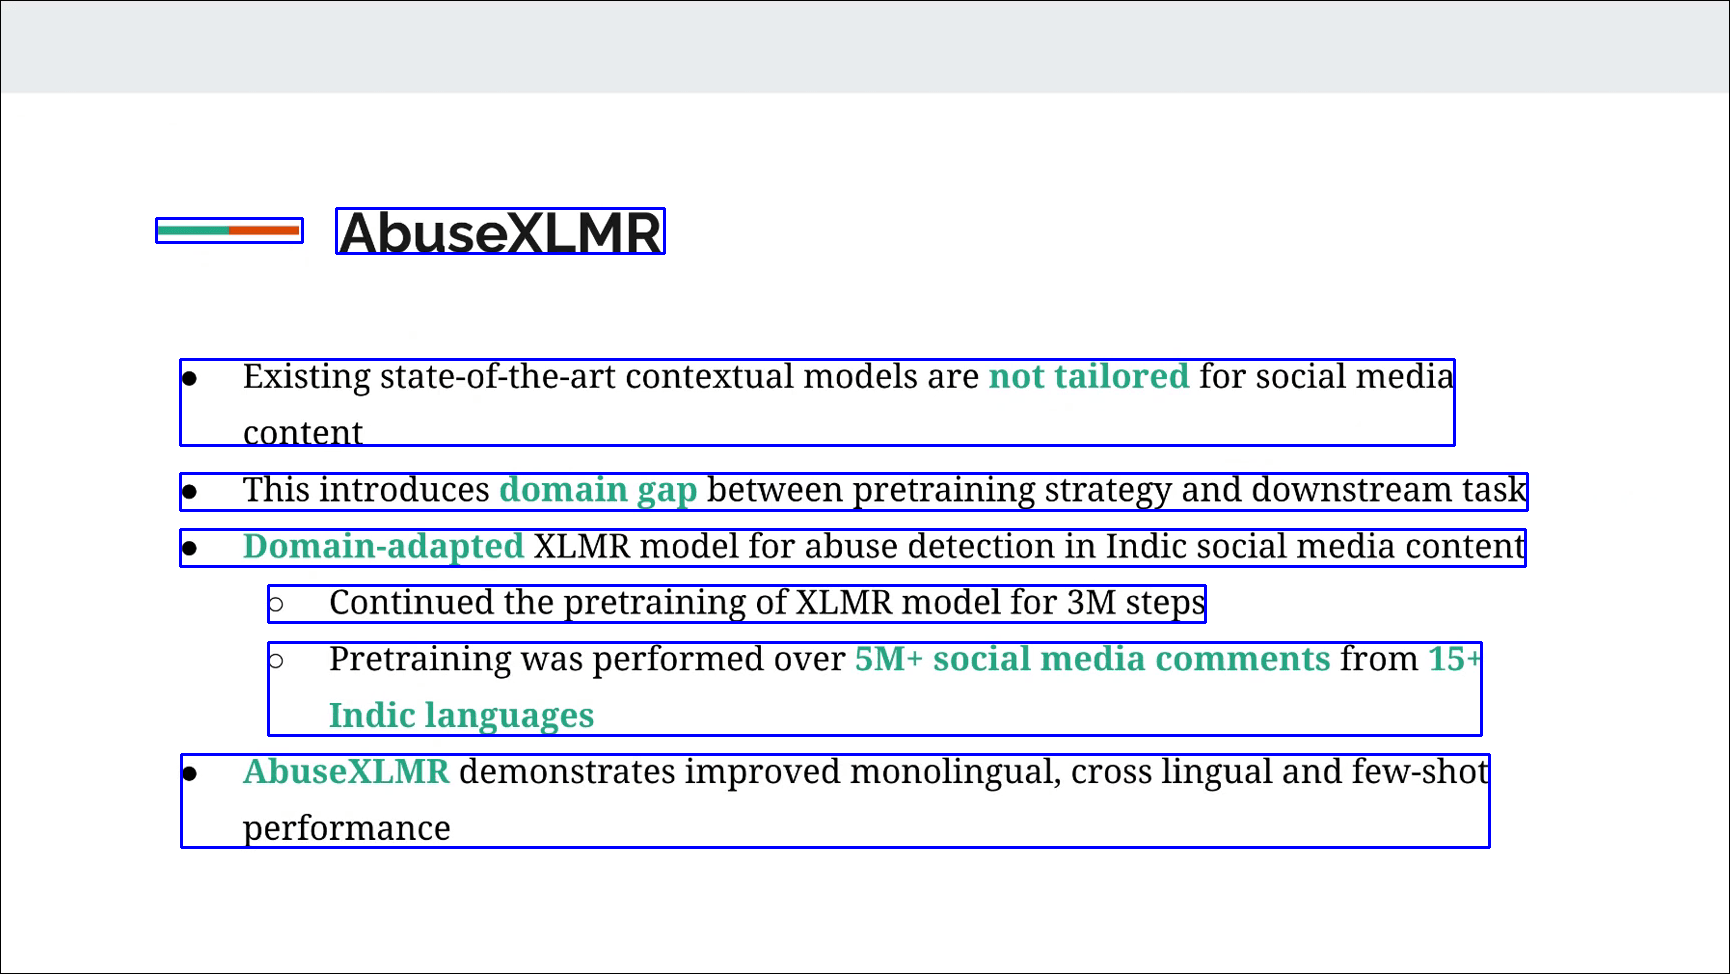 AbuseXLMR
● Existing state-of-the-art contextual models are not tailored for social media
content
● This introduces domain gap between pretraining strategy and downstream task
● Domain-adapted XLMR model for abuse detection in Indic social media content
○ Continued the pretraining of XLMR model for 3M steps
○ Pretraining was performed over 5M+ social media comments from 15+
Indic languages
● AbuseXLMR demonstrates improved monolingual, cross lingual and few-shot
performance